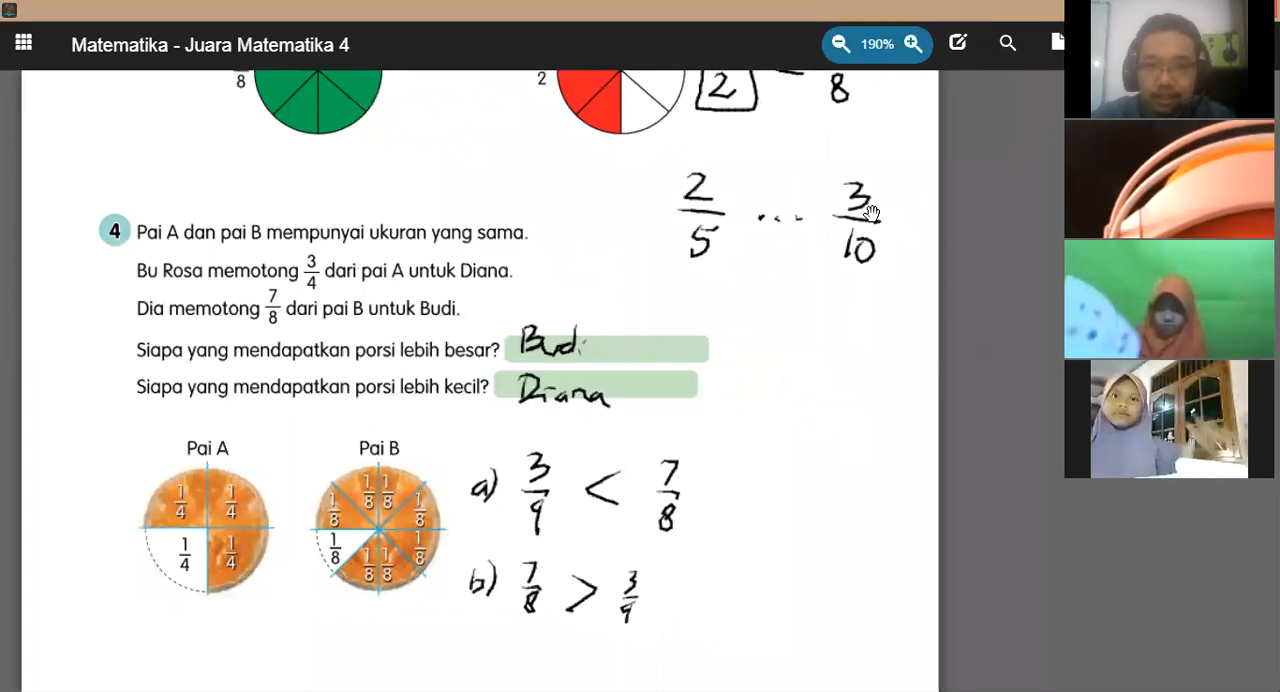 Matematika - Juara Matematika 4
190%
8
2
2
8
2/5 ... 3/10
4 Pai A dan pai B mempunyai ukuran yang sama.
Bu Rosa memotong 3/4 dari pai A untuk Diana.
Dia memotong 7/8 dari pai B untuk Budi.
Siapa yang mendapatkan porsi lebih besar? Budi
Siapa yang mendapatkan porsi lebih kecil? Diana
Pai A
Pai B
1/4 1/4
1/4 1/4
1/8 1/8 1/8 1/8
1/8 1/8 1/8 1/8
a) 3/4 < 7/8
b) 7/8 > 3/4